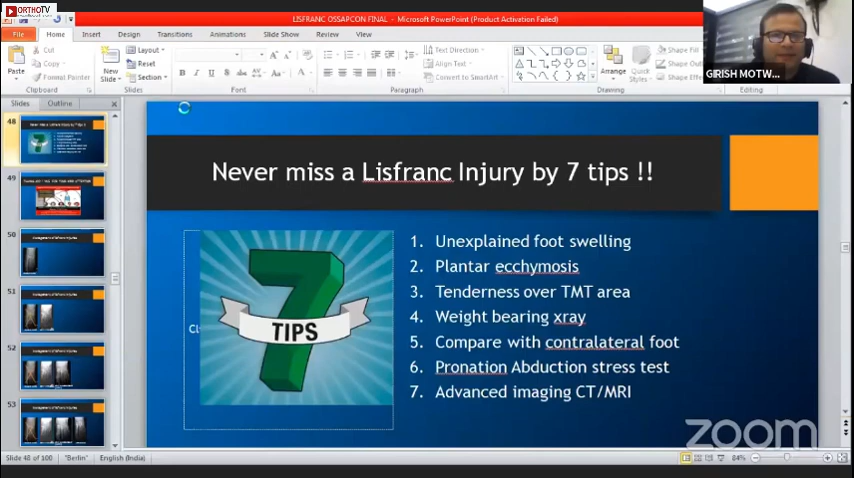 ORTHOTV
LISFRANC OSSAPCON FINAL - Microsoft PowerPoint (Product Activation Failed)
File Home Insert Design Transitions Animations Slide Show Review View
Paste
Cut
Copy
Format Painter
Clipboard
New Slide
Layout
Reset
Section
Slides
Font
Text Direction
Align Text
Convert to SmartArt
Paragraph
Arrange
Quick Styles
Shape Fill
Shape Outline
Shape Effects
Drawing
Editing
GIRISH MOTW...
Slides Outline
48
49
50
51
52
53
Never miss a Lisfranc Injury by 7 tips !!
TIPS
1. Unexplained foot swelling
2. Plantar ecchymosis
3. Tenderness over TMT area
4. Weight bearing xray
5. Compare with contralateral foot
6. Pronation Abduction stress test
7. Advanced imaging CT/MRI
zoom
Slide 48 of 100 "Berlin" English (India)
84%